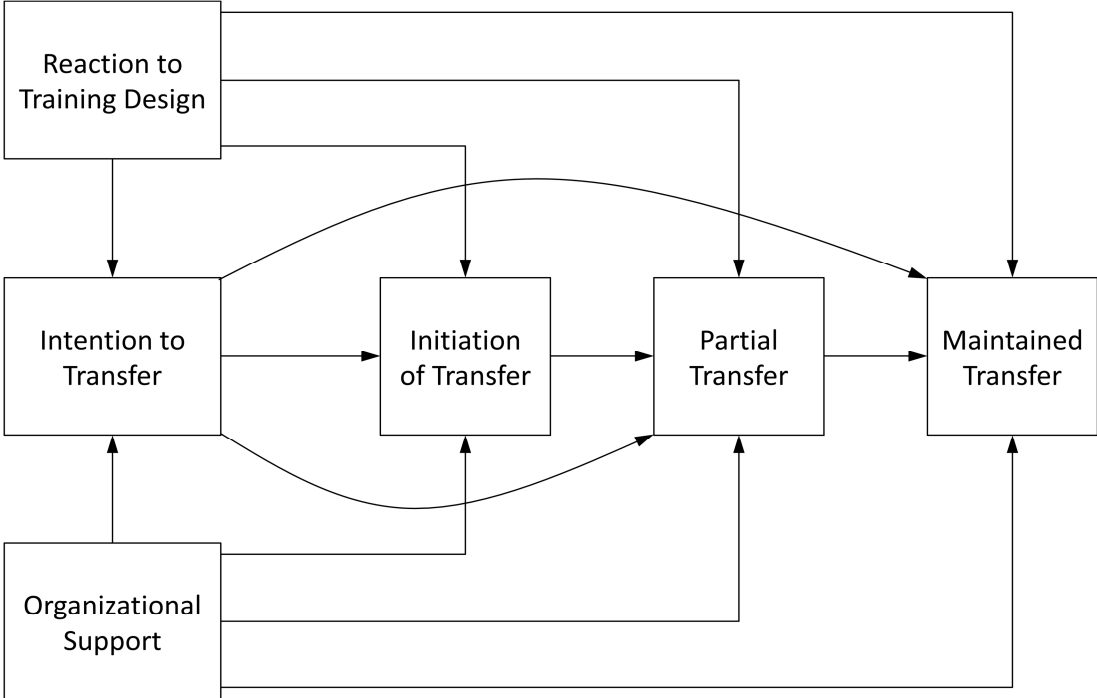 Reaction to
Training Design
Intention to
Transfer
Initiation
of Transfer
Partial
Transfer
Maintained
Transfer
Organizational
Support